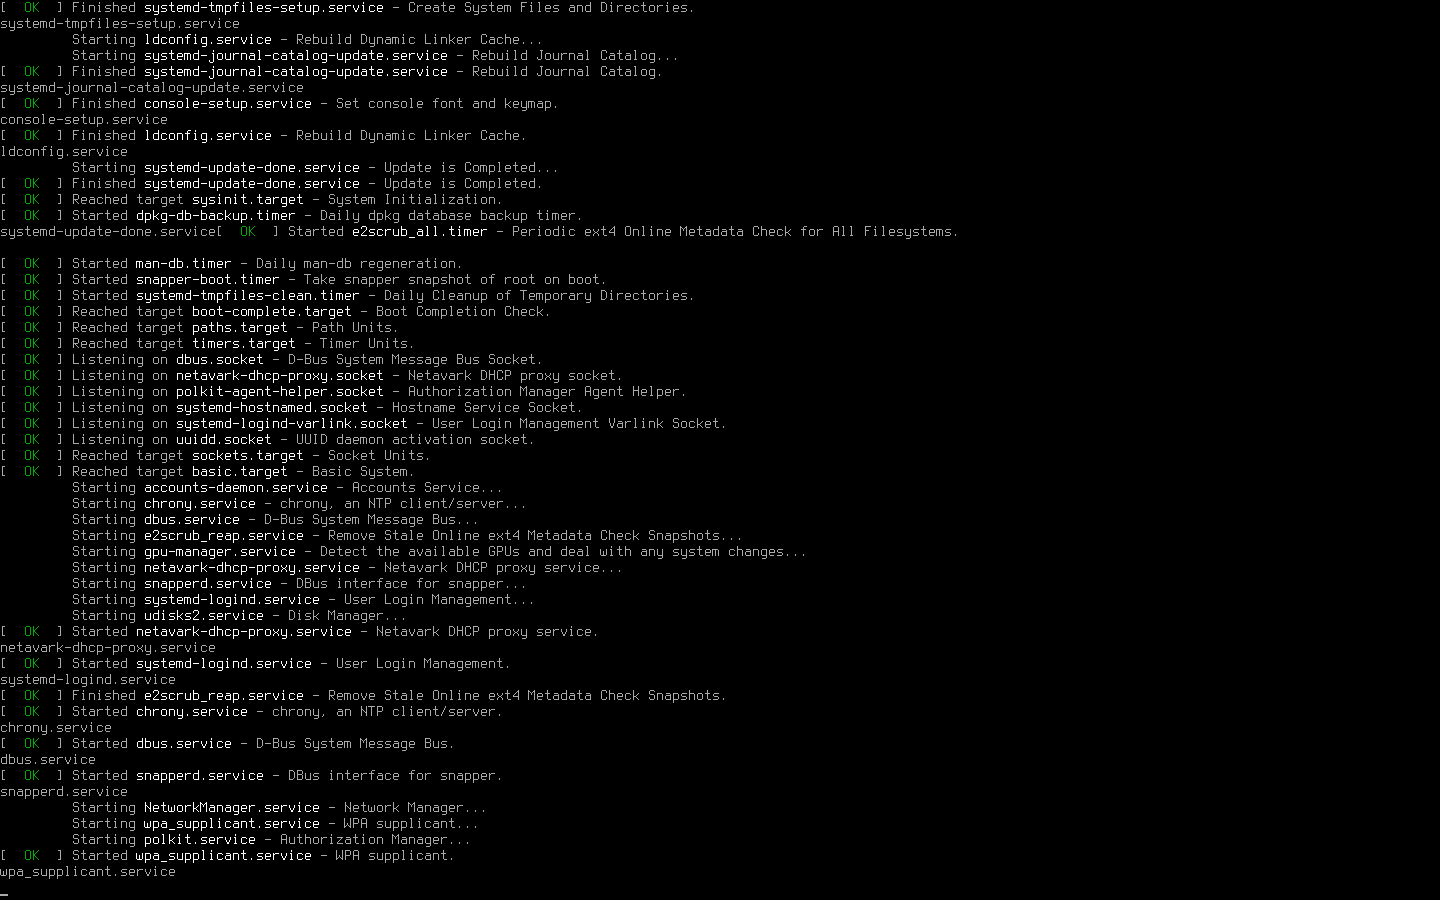 [  OK  ] Finished systemd-tmpfiles-setup.service - Create System Files and Directories.
systemd-tmpfiles-setup.service
         Starting ldconfig.service - Rebuild Dynamic Linker Cache...
         Starting systemd-journal-catalog-update.service - Rebuild Journal Catalog...
[  OK  ] Finished systemd-journal-catalog-update.service - Rebuild Journal Catalog.
systemd-journal-catalog-update.service
[  OK  ] Finished console-setup.service - Set console font and keymap.
console-setup.service
[  OK  ] Finished ldconfig.service - Rebuild Dynamic Linker Cache.
ldconfig.service
         Starting systemd-update-done.service - Update is Completed...
[  OK  ] Finished systemd-update-done.service - Update is Completed.
[  OK  ] Reached target sysinit.target - System Initialization.
[  OK  ] Started dpkg-db-backup.timer - Daily dpkg database backup timer.
systemd-update-done.service[  OK  ] Started e2scrub_all.timer - Periodic ext4 Online Metadata Check for All Filesystems.

[  OK  ] Started man-db.timer - Daily man-db regeneration.
[  OK  ] Started snapper-boot.timer - Take snapper snapshot of root on boot.
[  OK  ] Started systemd-tmpfiles-clean.timer - Daily Cleanup of Temporary Directories.
[  OK  ] Reached target boot-complete.target - Boot Completion Check.
[  OK  ] Reached target paths.target - Path Units.
[  OK  ] Reached target timers.target - Timer Units.
[  OK  ] Listening on dbus.socket - D-Bus System Message Bus Socket.
[  OK  ] Listening on netavark-dhcp-proxy.socket - Netavark DHCP proxy socket.
[  OK  ] Listening on polkit-agent-helper.socket - Authorization Manager Agent Helper.
[  OK  ] Listening on systemd-hostnamed.socket - Hostname Service Socket.
[  OK  ] Listening on systemd-logind-varlink.socket - User Login Management Varlink Socket.
[  OK  ] Listening on uuidd.socket - UUID daemon activation socket.
[  OK  ] Reached target sockets.target - Socket Units.
[  OK  ] Reached target basic.target - Basic System.
         Starting accounts-daemon.service - Accounts Service...
         Starting chrony.service - chrony, an NTP client/server...
         Starting dbus.service - D-Bus System Message Bus...
         Starting e2scrub_reap.service - Remove Stale Online ext4 Metadata Check Snapshots...
         Starting gpu-manager.service - Detect the available GPUs and deal with any system changes...
         Starting netavark-dhcp-proxy.service - Netavark DHCP proxy service...
         Starting snapperd.service - DBus interface for snapper...
         Starting systemd-logind.service - User Login Management...
         Starting udisks2.service - Disk Manager...
[  OK  ] Started netavark-dhcp-proxy.service - Netavark DHCP proxy service.
netavark-dhcp-proxy.service
[  OK  ] Started systemd-logind.service - User Login Management.
systemd-logind.service
[  OK  ] Finished e2scrub_reap.service - Remove Stale Online ext4 Metadata Check Snapshots.
[  OK  ] Started chrony.service - chrony, an NTP client/server.
chrony.service
[  OK  ] Started dbus.service - D-Bus System Message Bus.
dbus.service
[  OK  ] Started snapperd.service - DBus interface for snapper.
snapperd.service
         Starting NetworkManager.service - Network Manager...
         Starting wpa_supplicant.service - WPA supplicant...
         Starting polkit.service - Authorization Manager...
[  OK  ] Started wpa_supplicant.service - WPA supplicant.
wpa_supplicant.service